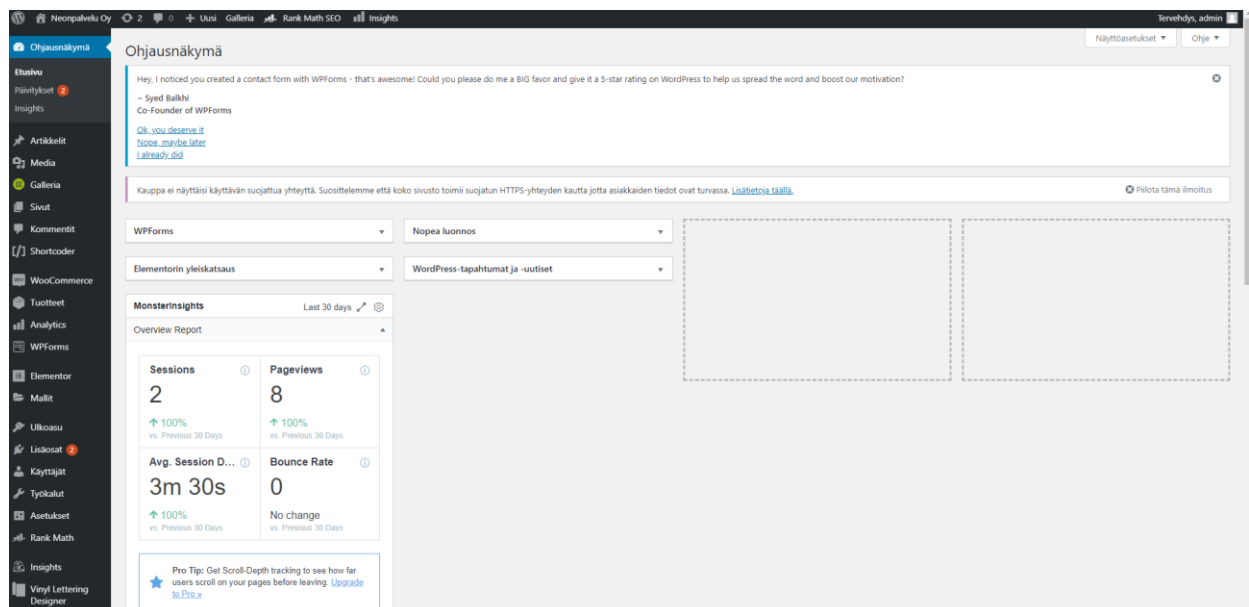 Neonpalvelu Oy 2 0 + Uusi Galleria Rank Math SEO Insights Tervehdys, admin
Ohjausnäkymä
Etusivu
Päivitykset 2
Insights
Artikkelit
Media
Galleria
Sivut
Kommentit
[/] Shortcoder
WooCommerce
Tuotteet
Analytics
WPForms
Elementor
Mallit
Ulkoasu
Lisäosat 2
Käyttäjät
Työkalut
Asetukset
Rank Math
Insights
Vinyl Lettering
Designer
Näyttöasetukset Ohje
Ohjausnäkymä
Hey, I noticed you created a contact form with WPForms - that's awesome! Could you please do me a BIG favor and give it a 5-star rating on WordPress to help us spread the word and boost our motivation?
~ Syed Balkhi
Co-Founder of WPForms
Ok, you deserve it
Nope, maybe later
I already did
Kauppa ei näyttäisi käyttävän suojattua yhteyttä. Suosittelemme että koko sivusto toimii suojatun HTTPS-yhteyden kautta jotta asiakkaiden tiedot ovat turvassa. Lisätietoja täällä. Piilota tämä ilmoitus
WPForms
Nopea luonnos
Elementorin yleiskatsaus
WordPress-tapahtumat ja -uutiset
MonsterInsights Last 30 days
Overview Report
Sessions
2
100%
vs. Previous 30 Days
Pageviews
8
100%
vs. Previous 30 Days
Avg. Session D...
3m 30s
100%
vs. Previous 30 Days
Bounce Rate
0
No change
vs. Previous 30 Days
Pro Tip: Get Scroll-Depth tracking to see how far
users scroll on your pages before leaving. Upgrade
to Pro »